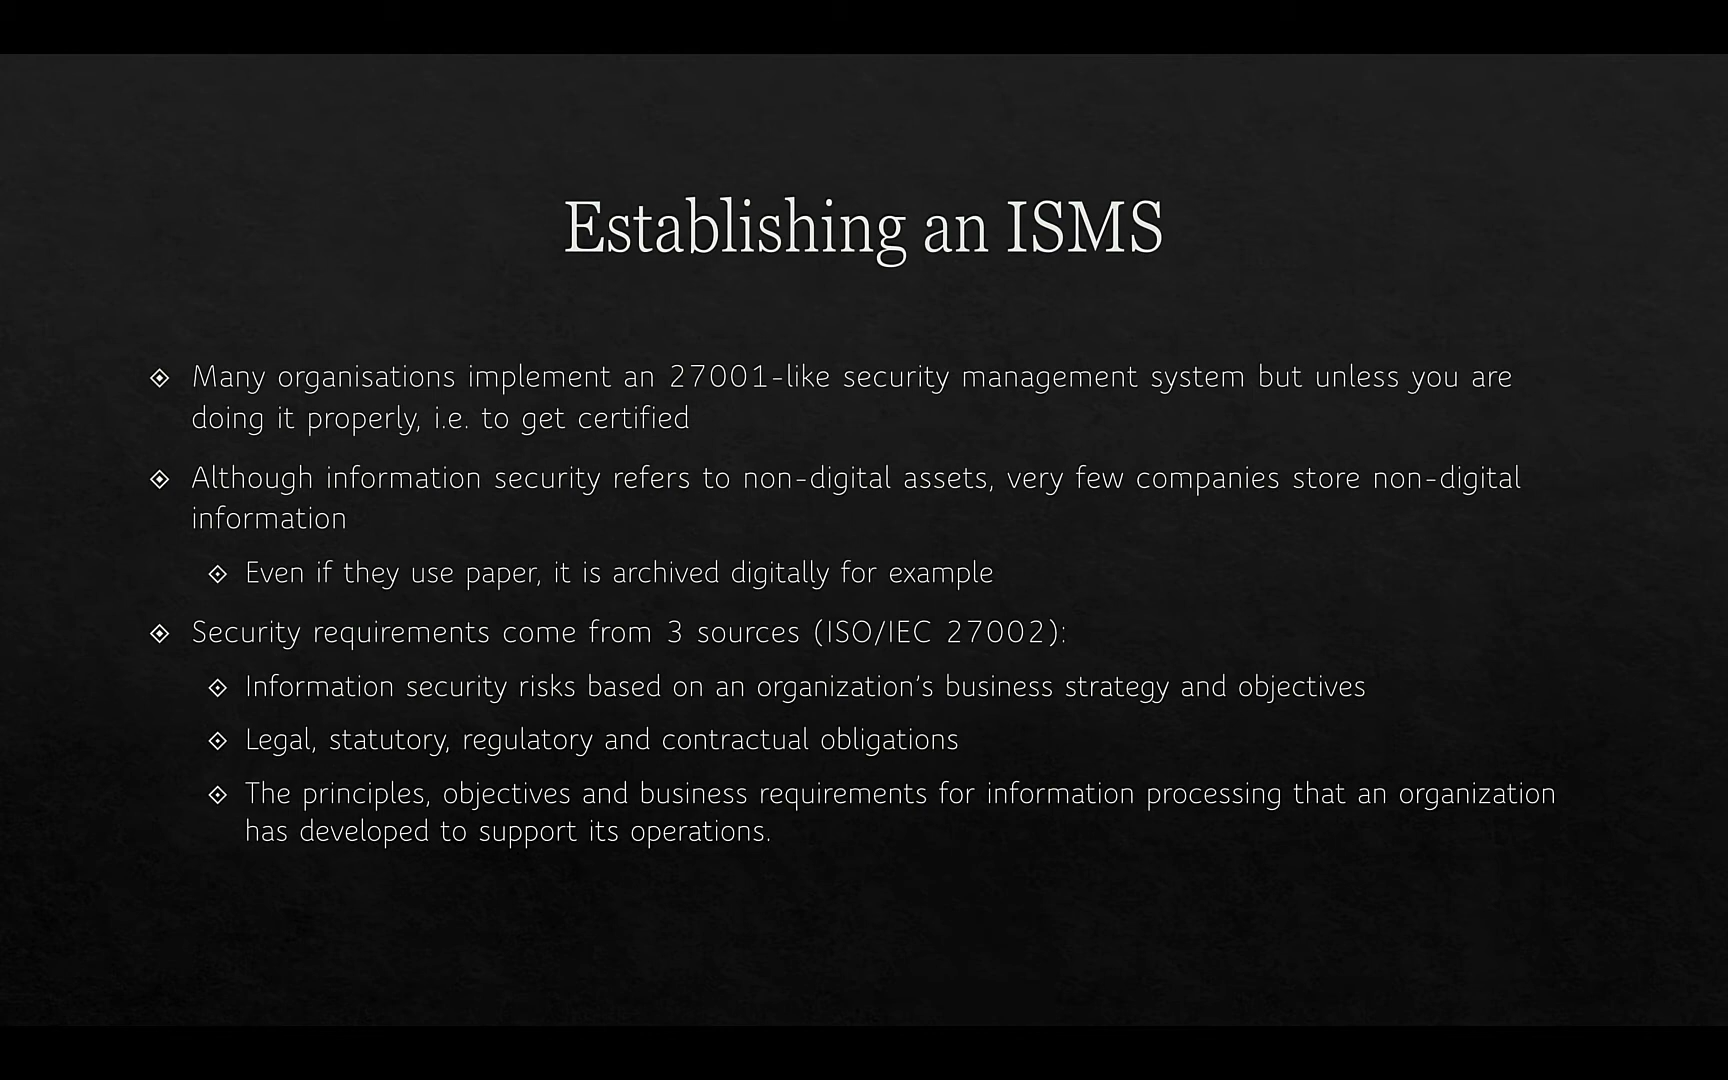 Establishing an ISMS
Many organisations implement an 27001-like security management system but unless you are
doing it properly, i.e. to get certified
Although information security refers to non-digital assets, very few companies store non-digital
information
Even if they use paper, it is archived digitally for example
Security requirements come from 3 sources (ISO/IEC 27002):
Information security risks based on an organization's business strategy and objectives
Legal, statutory, regulatory and contractual obligations
The principles, objectives and business requirements for information processing that an organization
has developed to support its operations.